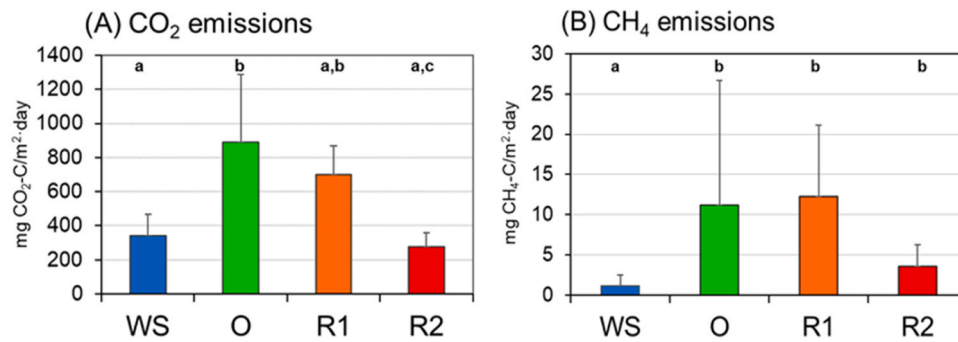 (A) CO₂ emissions
mg CO₂-C/m²·day
1400
1200
1000
800
600
400
200
0
a b a,b a,c
WS O R1 R2
(B) CH₄ emissions
mg CH₄-C/m²·day
30
25
20
15
10
5
0
a b b b
WS O R1 R2